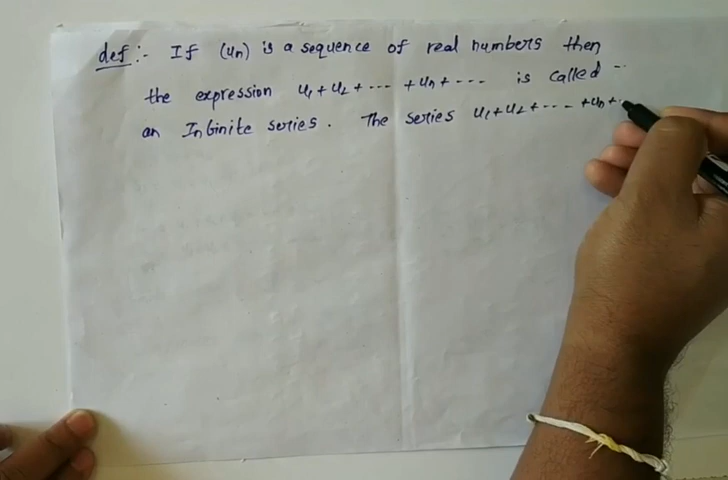 def :- If (un) is a sequence of real numbers then
the expression u1 + u2 + --- + un + --- is called --
an Infinite series. The series u1 + u2 + --- - + un + ·